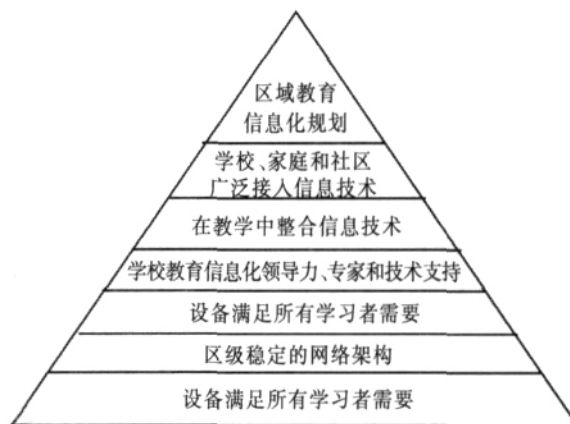 区域教育
信息化规划
学校、家庭和社区
广泛接入信息技术
在教学中整合信息技术
学校教育信息化领导力、专家和技术支持
设备满足所有学习者需要
区级稳定的网络架构
设备满足所有学习者需要